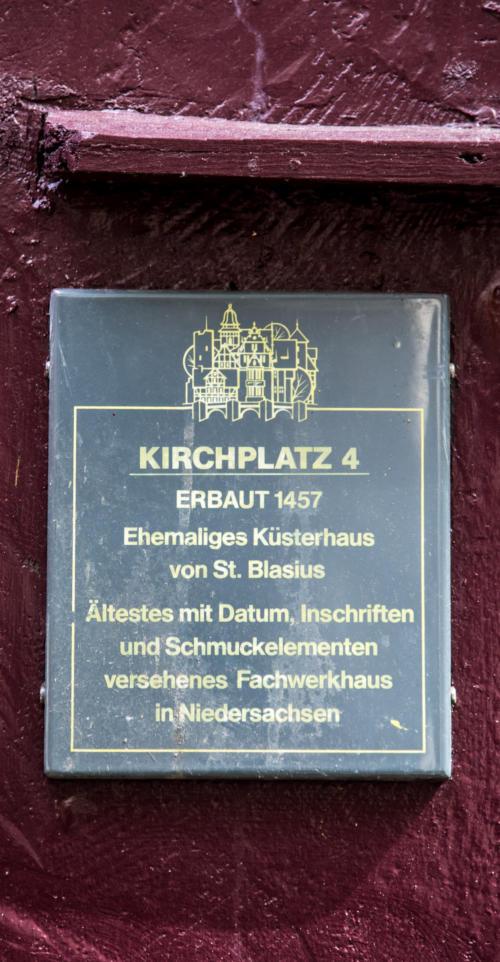 KIRCHPLATZ 4
ERBAUT 1457
Ehemaliges Küsterhaus
von St. Blasius
Ältestes mit Datum, Inschriften
und Schmuckelementen
versehenes Fachwerkhaus
in Niedersachsen